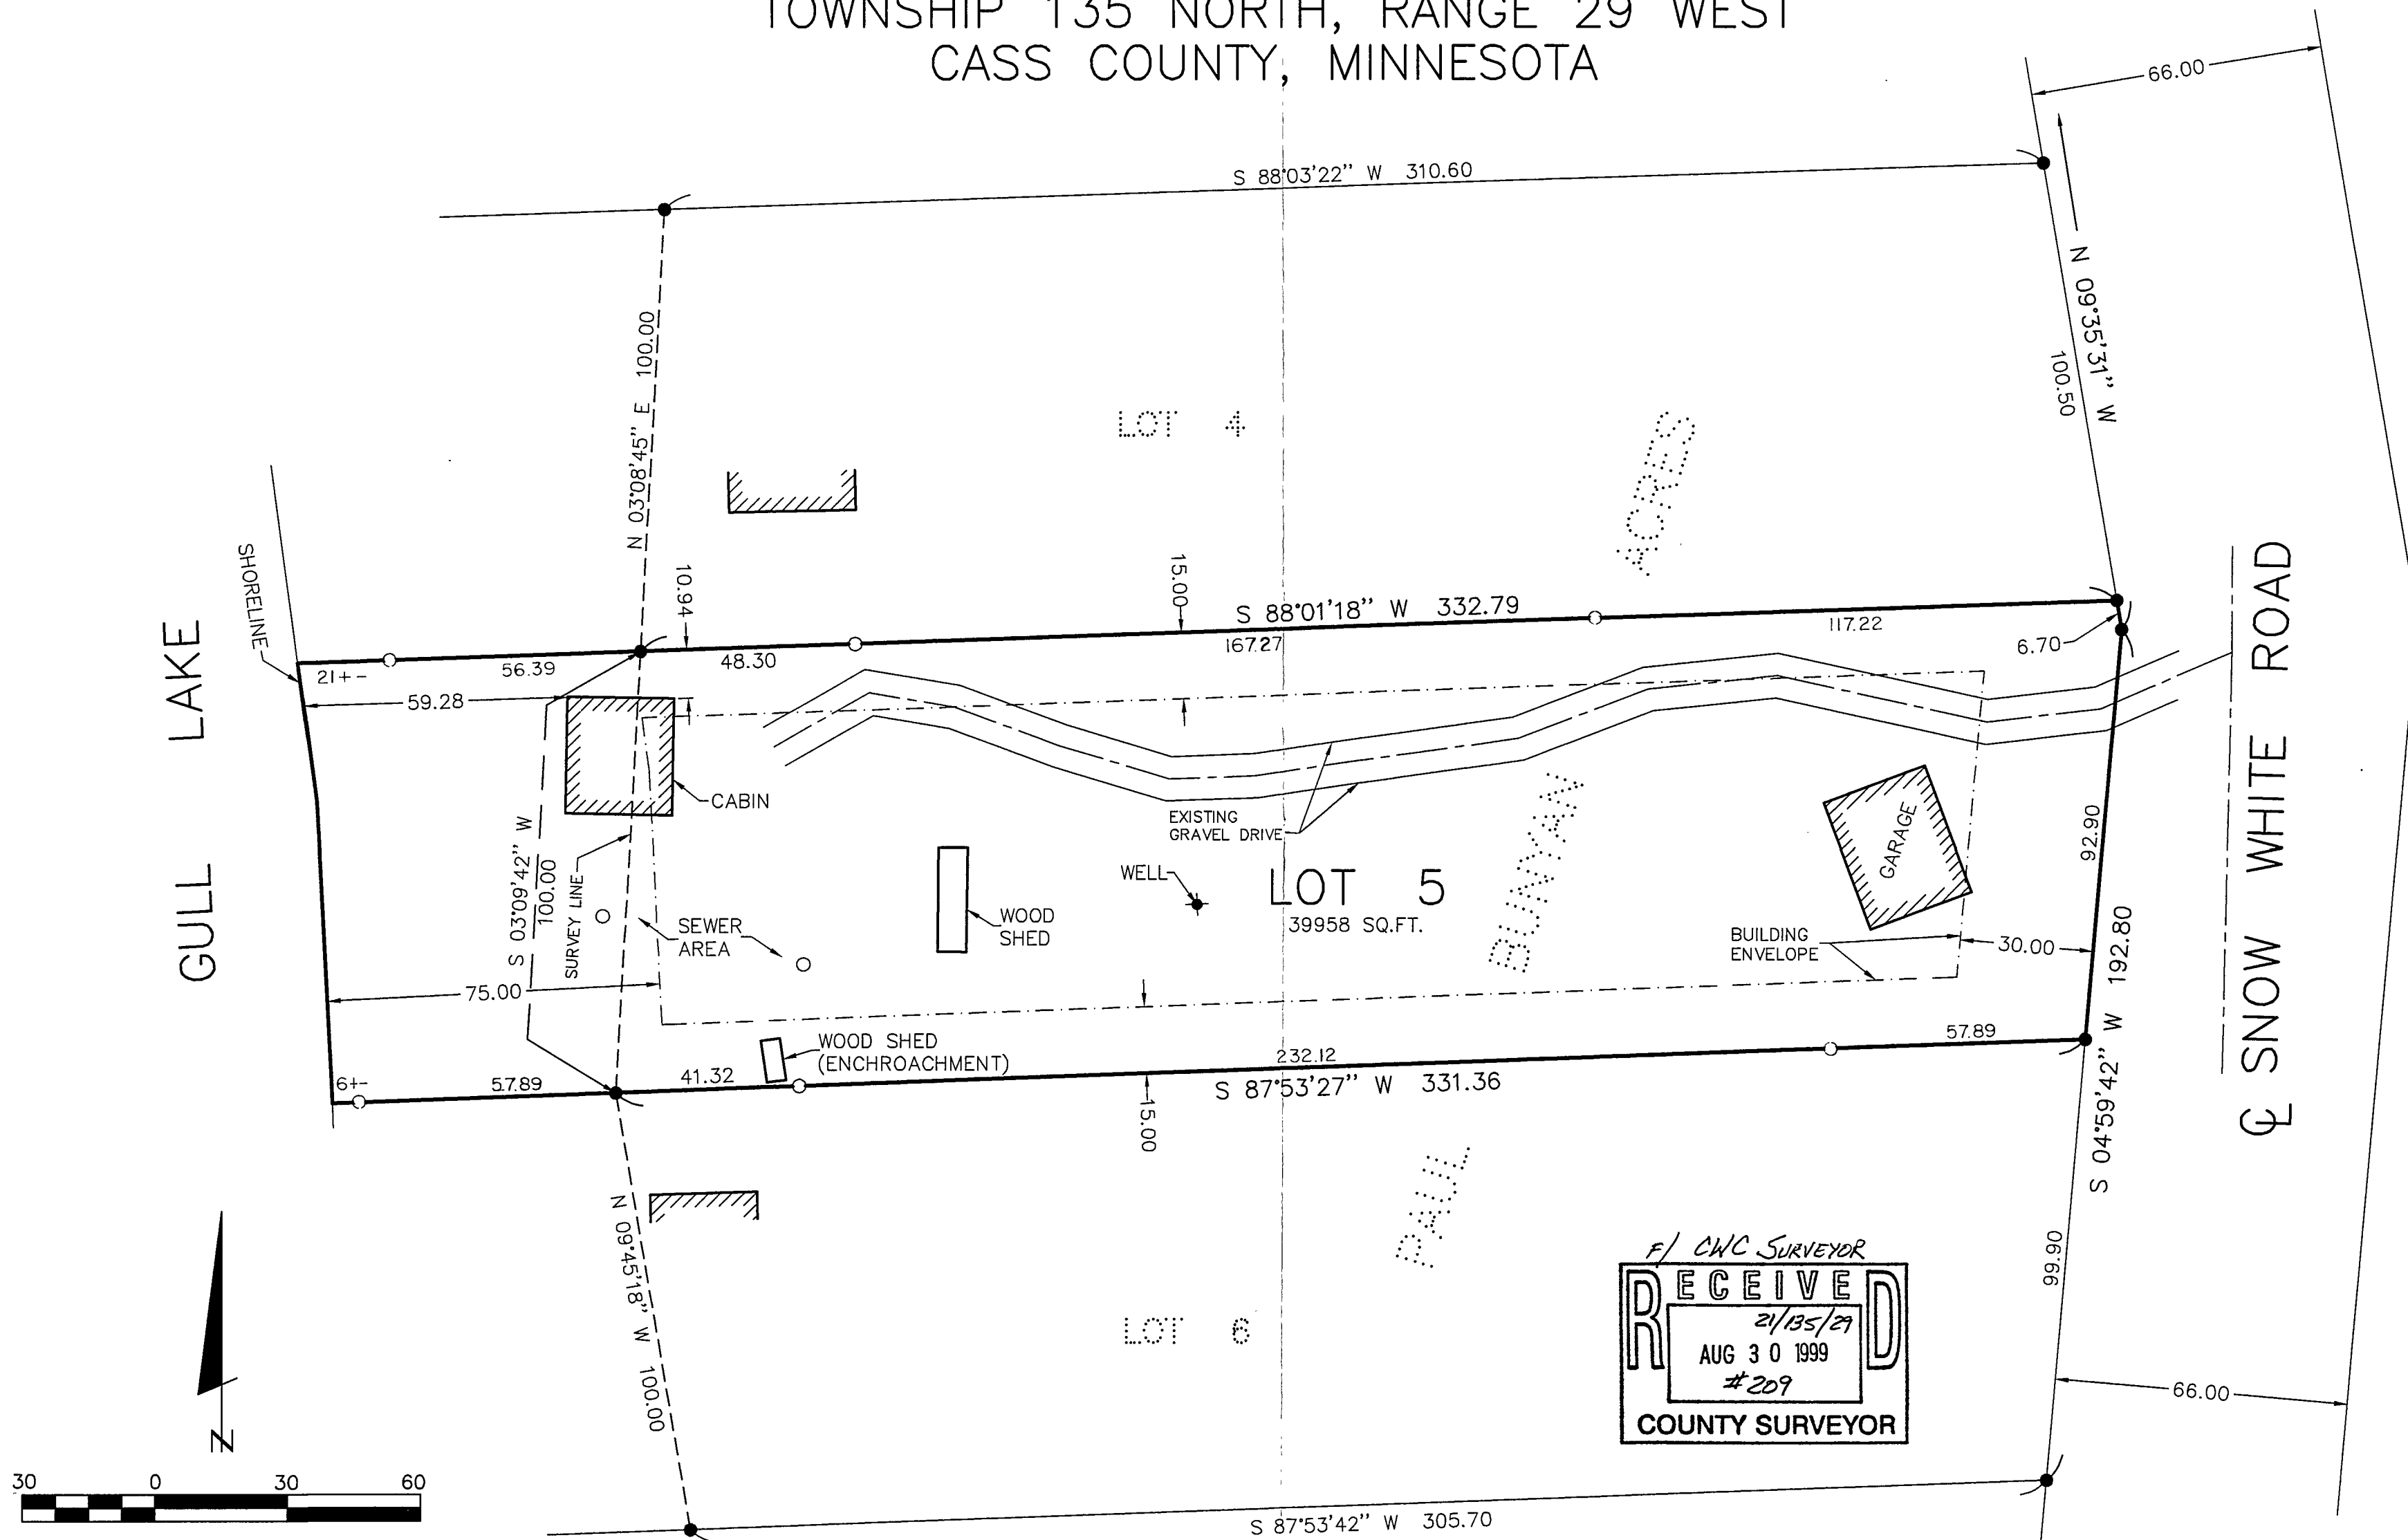 TOWNSHIP 135 NORTH, RANGE 29 WEST
CASS COUNTY, MINNESOTA
66.00
S 88°03'22" W 310.60
N 03°08'45" E 100.00
N 09°35'31" W
100.50
LOT 4
ACRES
SHORELINE
10.94
15.00
S 88°01'18" W 332.79
21+-
56.39
48.30
167.27
117.22
6.70
59.28
GULL LAKE
CABIN
EXISTING
GRAVEL DRIVE
GARAGE
92.90
SNOW WHITE ROAD
S 03°09'42" W
100.00
SURVEY LINE
SEWER
AREA
WOOD
SHED
WELL
LOT 5
39958 SQ.FT.
BUMAN
BUILDING
ENVELOPE
30.00
75.00
S 04°59'42" W 192.80
WOOD SHED
(ENCHROACHMENT)
6+-
57.89
41.32
232.12
57.89
S 87°53'27" W 331.36
15.00
PAUL
N 09°45'18" W 100.00
LOT 6
99.90
F/ CWC SURVEYOR
RECEIVED
21/135/29
AUG 30 1999
#209
COUNTY SURVEYOR
66.00
N
30 0 30 60
S 87°53'42" W 305.70